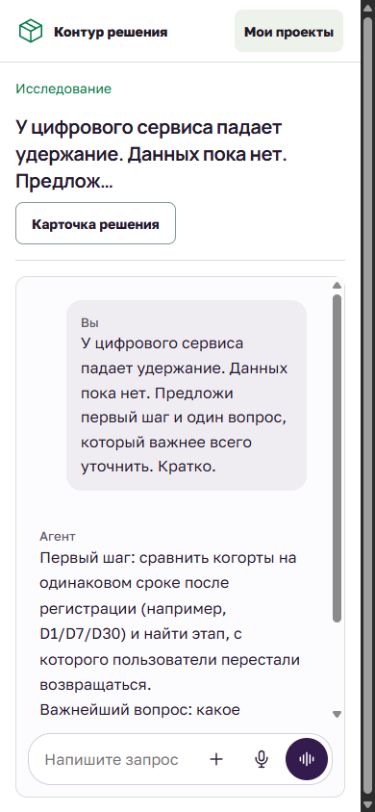 Контур решения
Мои проекты
Исследование
У цифрового сервиса падает
удержание. Данных пока нет.
Предлож...
Карточка решения
Вы
У цифрового сервиса
падает удержание. Данных
пока нет. Предложи
первый шаг и один вопрос,
который важнее всего
уточнить. Кратко.
Агент
Первый шаг: сравнить когорты на
одинаковом сроке после
регистрации (например,
D1/D7/D30) и найти этап, с
которого пользователи перестали
возвращаться.
Важнейший вопрос: какое
Напишите запрос